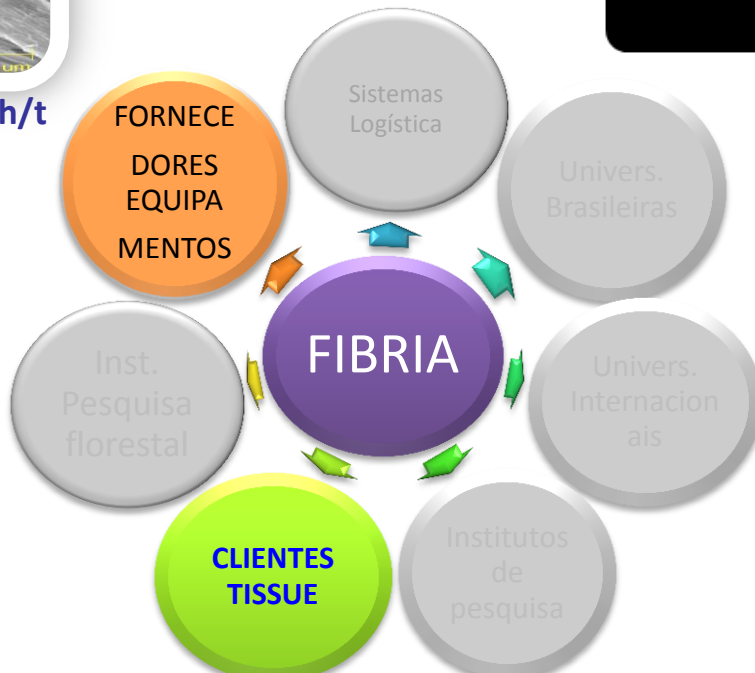 h/t
FORNECE
DORES
EQUIPA
MENTOS
Sistemas
Logística
Univers.
Brasileiras
FIBRIA
Inst.
Pesquisa
florestal
Univers.
Internacion
ais
CLIENTES
TISSUE
Institutos
de
pesquisa